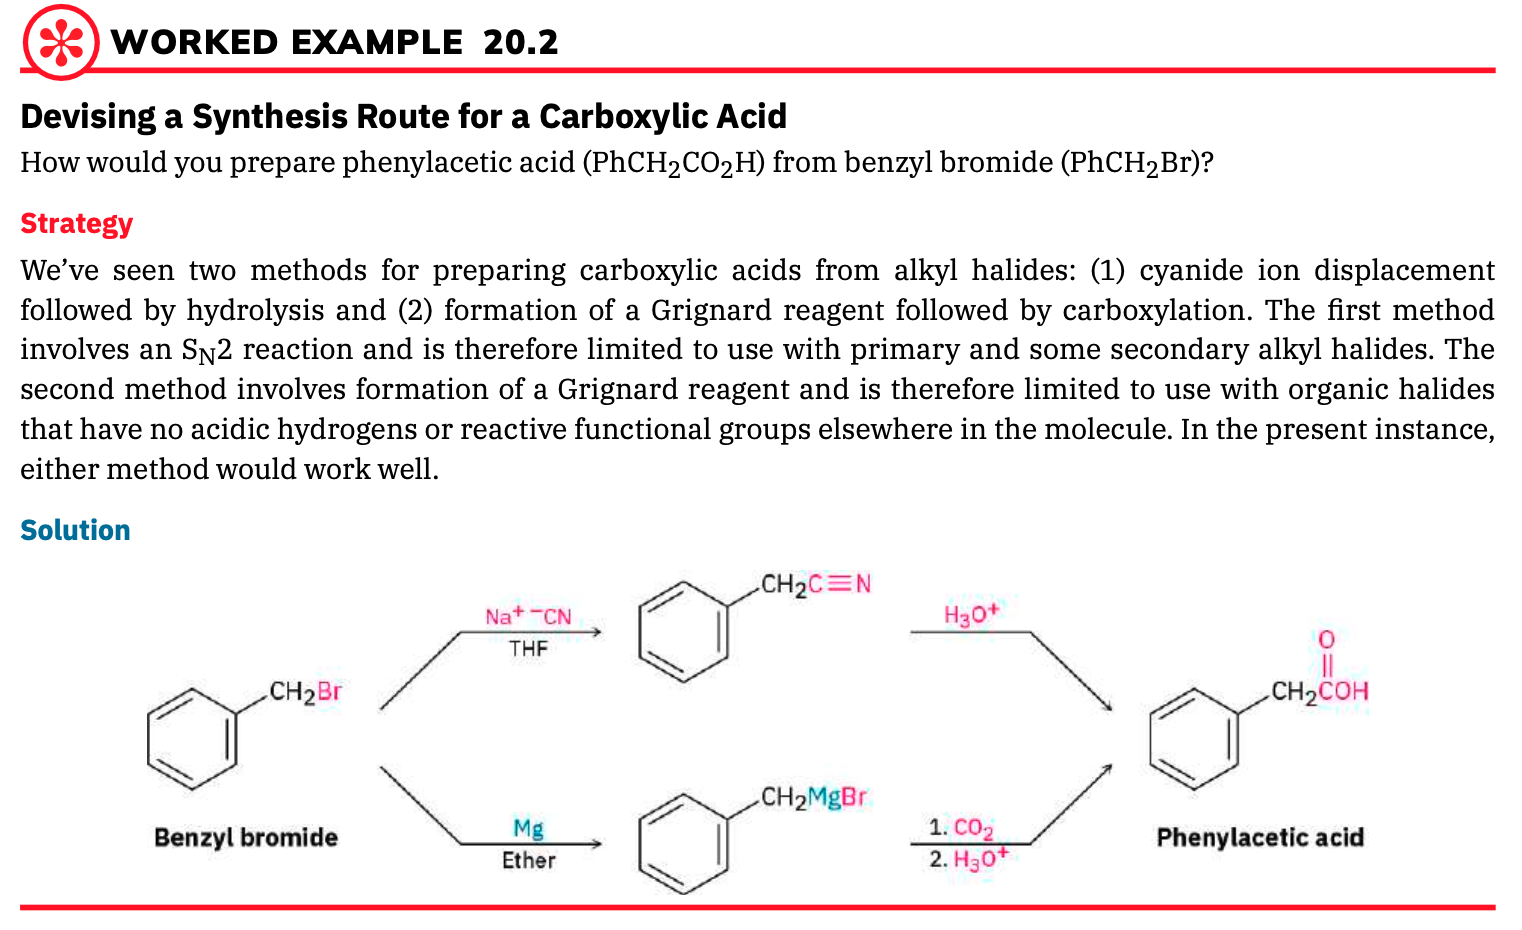 WORKED EXAMPLE 20.2
Devising a Synthesis Route for a Carboxylic Acid
How would you prepare phenylacetic acid (PhCH₂CO₂H) from benzyl bromide (PhCH₂Br)?
Strategy
We’ve seen two methods for preparing carboxylic acids from alkyl halides: (1) cyanide ion displacement
followed by hydrolysis and (2) formation of a Grignard reagent followed by carboxylation. The first method
involves an S_N2 reaction and is therefore limited to use with primary and some secondary alkyl halides. The
second method involves formation of a Grignard reagent and is therefore limited to use with organic halides
that have no acidic hydrogens or reactive functional groups elsewhere in the molecule. In the present instance,
either method would work well.
Solution
CH₂C≡N
Na⁺ ⁻CN
THF
H₃O⁺
CH₂Br
O
CH₂COH
CH₂MgBr
Mg
Ether
1. CO₂
2. H₃O⁺
Benzyl bromide
Phenylacetic acid